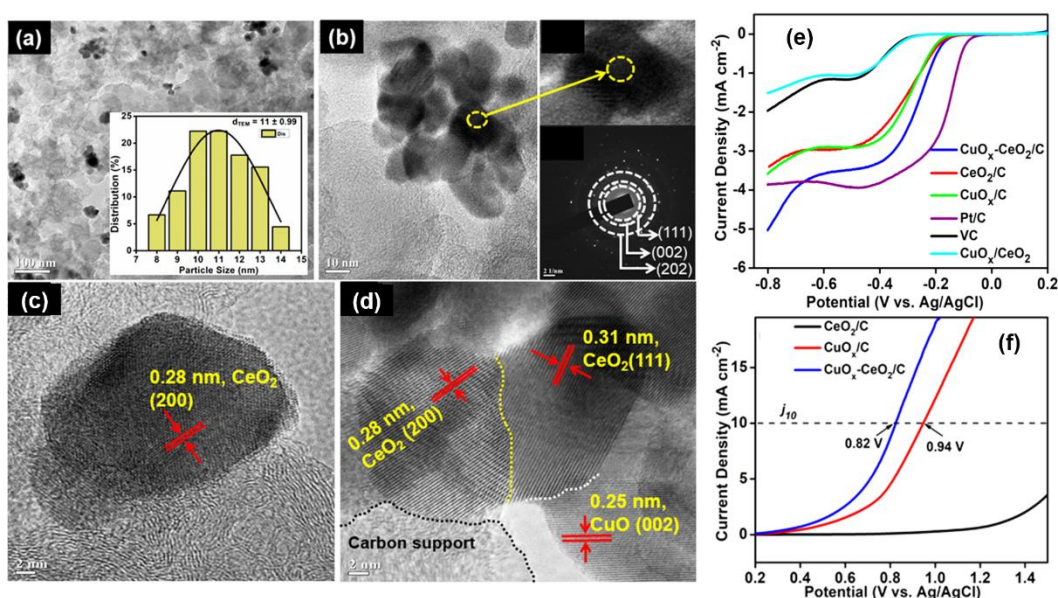 (a)
d_TEM = 11 ± 0.99
Dis
Distribution (%)
25
20
15
10
5
0
5 6 7 8 9 10 11 12 13 14 15
Particle Size (nm)
100 nm
(b)
10 nm
(111)
(002)
(202)
2 1/nm
(c)
0.28 nm, CeO₂
(200)
2 nm
(d)
0.31 nm,
CeO₂(111)
0.28 nm,
CeO₂ (200)
0.25 nm,
CuO (002)
Carbon support
2 nm
(e)
Current Density (mA cm⁻²)
0
-1
-2
-3
-4
-5
-6
CuOₓ-CeO₂/C
CeO₂/C
CuOₓ/C
Pt/C
VC
CuOₓ/CeO₂
-0.8 -0.6 -0.4 -0.2 0.0 0.2
Potential (V vs. Ag/AgCl)
(f)
CeO₂/C
CuOₓ/C
CuOₓ-CeO₂/C
Current Density (mA cm⁻²)
15
10
5
0
j₁₀
0.82 V
0.94 V
0.2 0.4 0.6 0.8 1.0 1.2 1.4
Potential (V vs. Ag/AgCl)